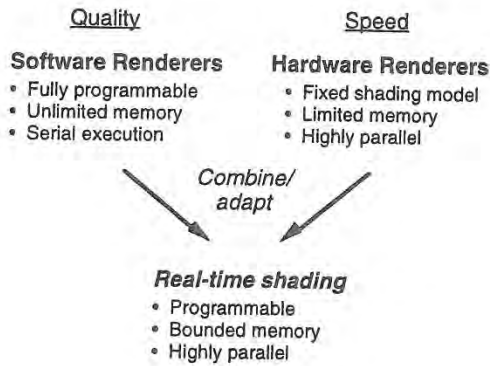 Quality
Software Renderers
• Fully programmable
• Unlimited memory
• Serial execution
Speed
Hardware Renderers
• Fixed shading model
• Limited memory
• Highly parallel
Combine/
adapt
Real-time shading
• Programmable
• Bounded memory
• Highly parallel